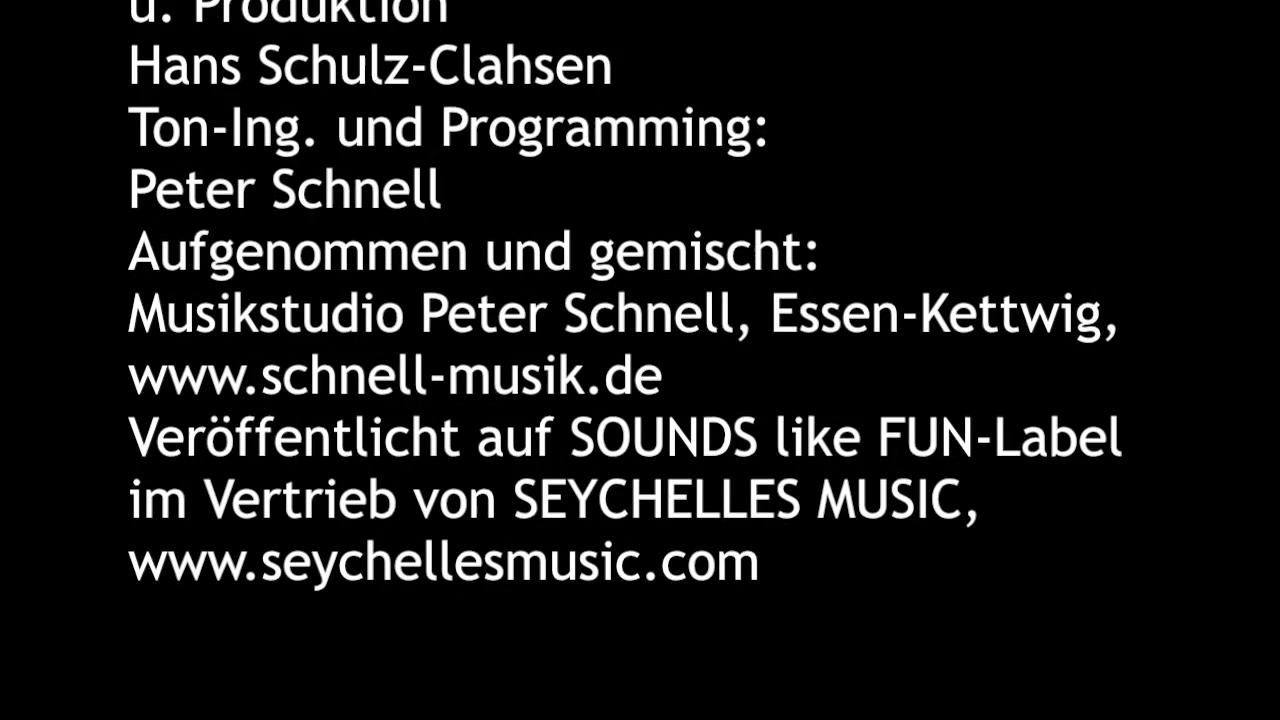 u. Produktion
Hans Schulz-Clahsen
Ton-Ing. und Programming:
Peter Schnell
Aufgenommen und gemischt:
Musikstudio Peter Schnell, Essen-Kettwig,
www.schnell-musik.de
Veröffentlicht auf SOUNDS like FUN-Label
im Vertrieb von SEYCHELLES MUSIC,
www.seychellesmusic.com